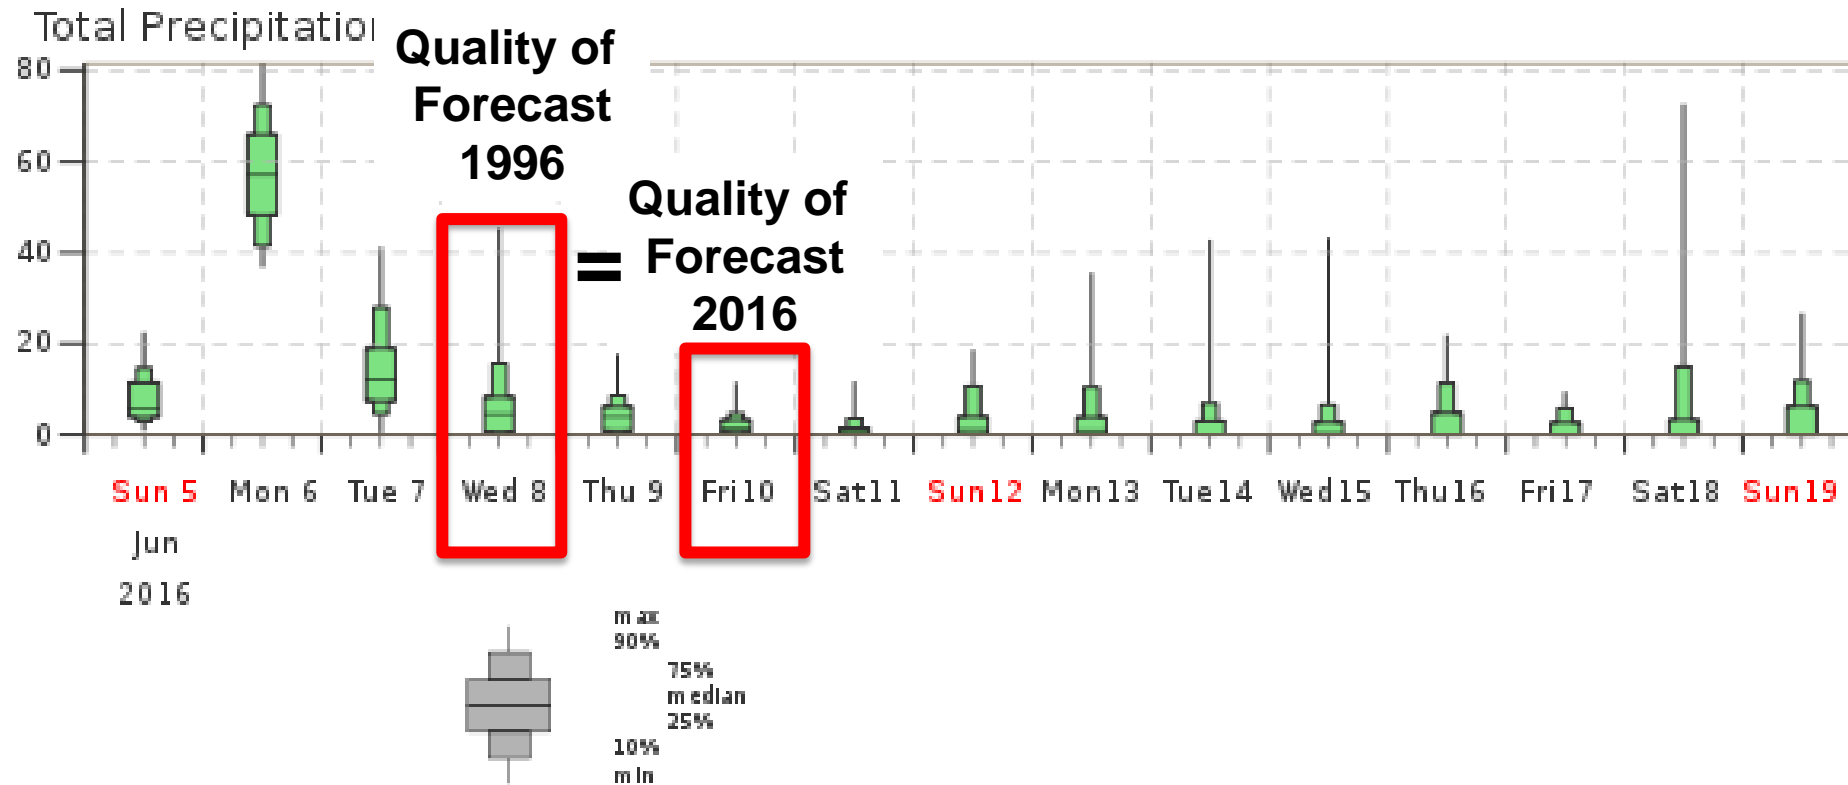 Total Precipitation
Quality of
Forecast
1996
=
Quality of
Forecast
2016
80
60
40
20
0
Sun 5 Mon 6 Tue 7 Wed 8 Thu 9 Fri10 Sat11 Sun12 Mon13 Tue14 Wed15 Thu16 Fri17 Sat18 Sun19
Jun
2016
max
90%
75%
median
25%
10%
min